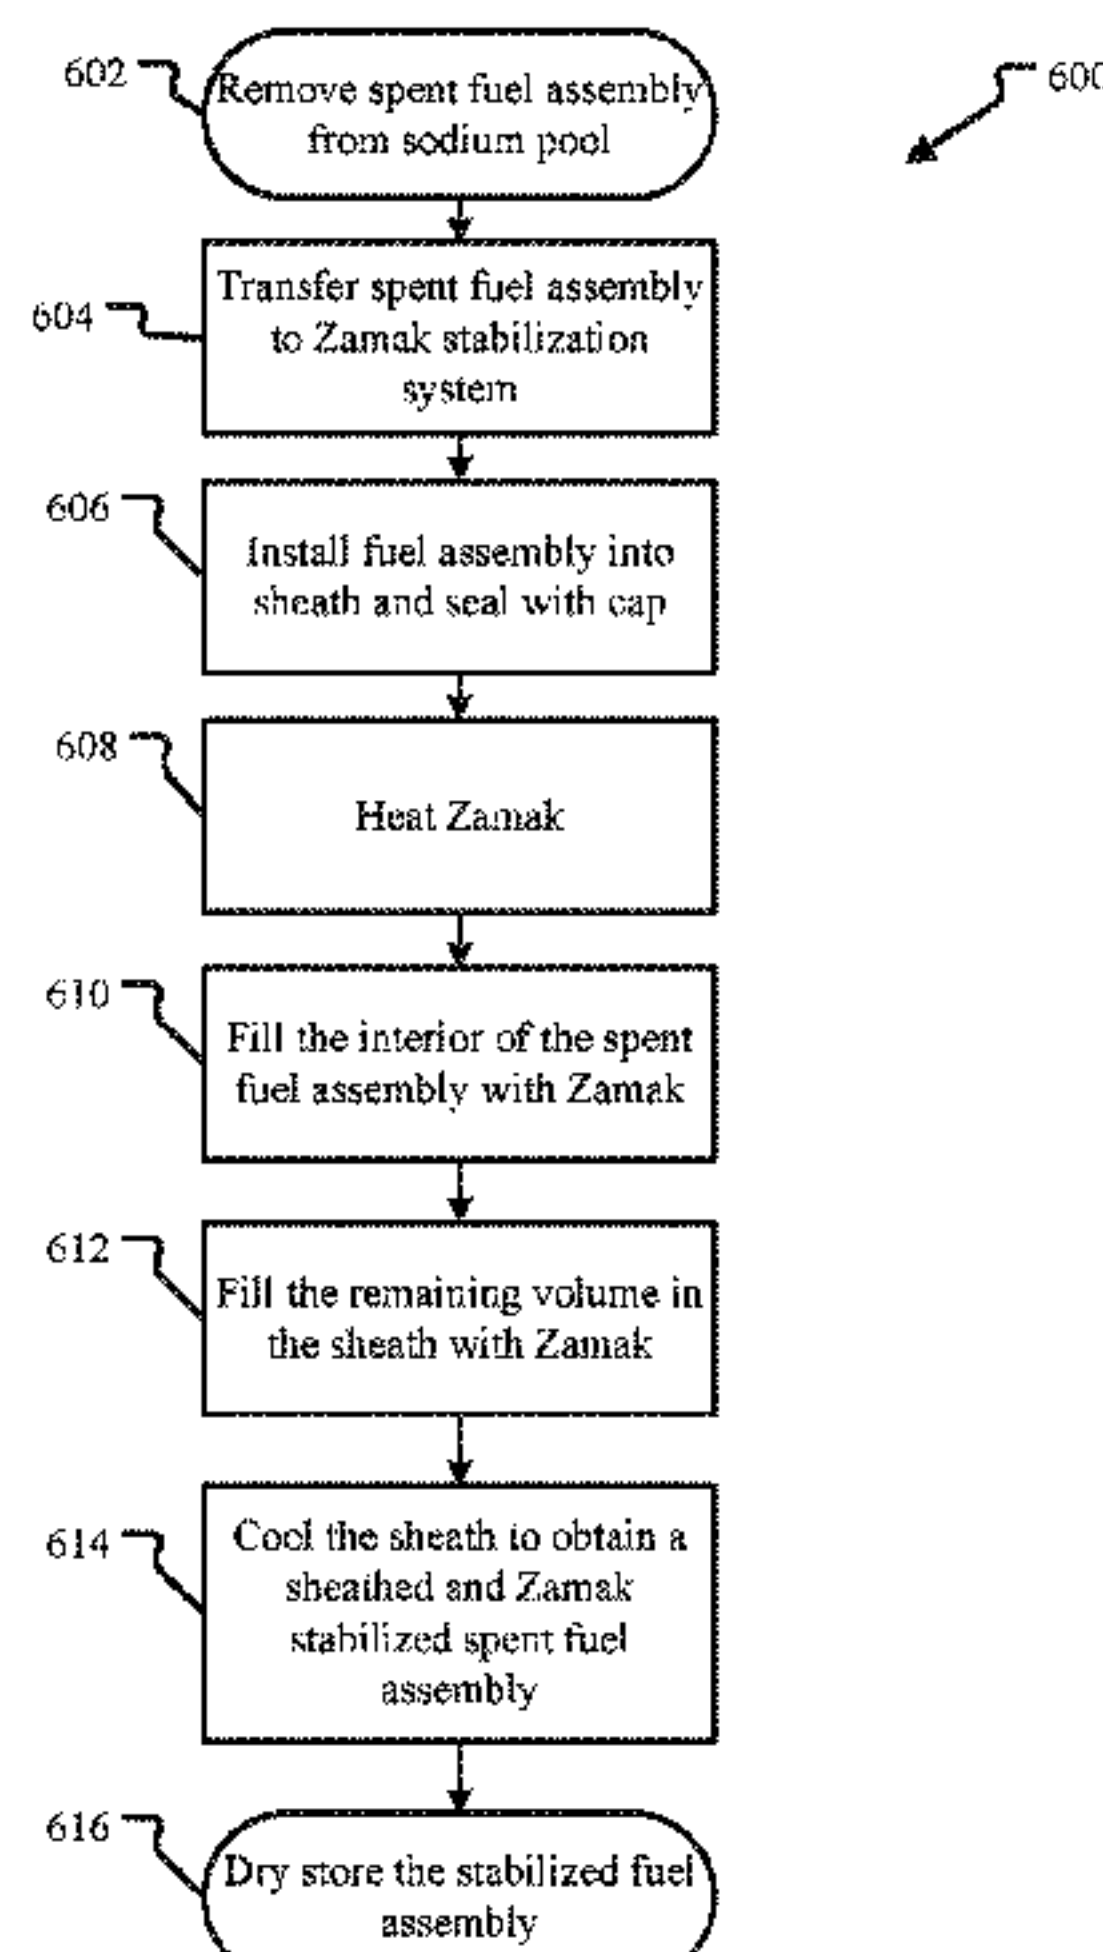 602
Remove spent fuel assembly
from sodium pool
600
604
Transfer spent fuel assembly
to Zamak stabilization
system
606
Install fuel assembly into
sheath and seal with cap
608
Heat Zamak
610
Fill the interior of the spent
fuel assembly with Zamak
612
Fill the remaining volume in
the sheath with Zamak
614
Cool the sheath to obtain a
sheathed and Zamak
stabilized spent fuel
assembly
616
Dry store the stabilized fuel
assembly